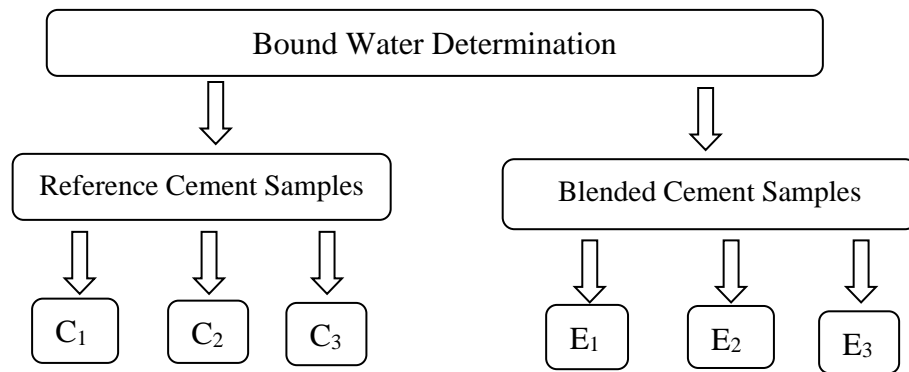 Bound Water Determination
Reference Cement Samples
Blended Cement Samples
C₁ C₂ C₃
E₁ E₂ E₃